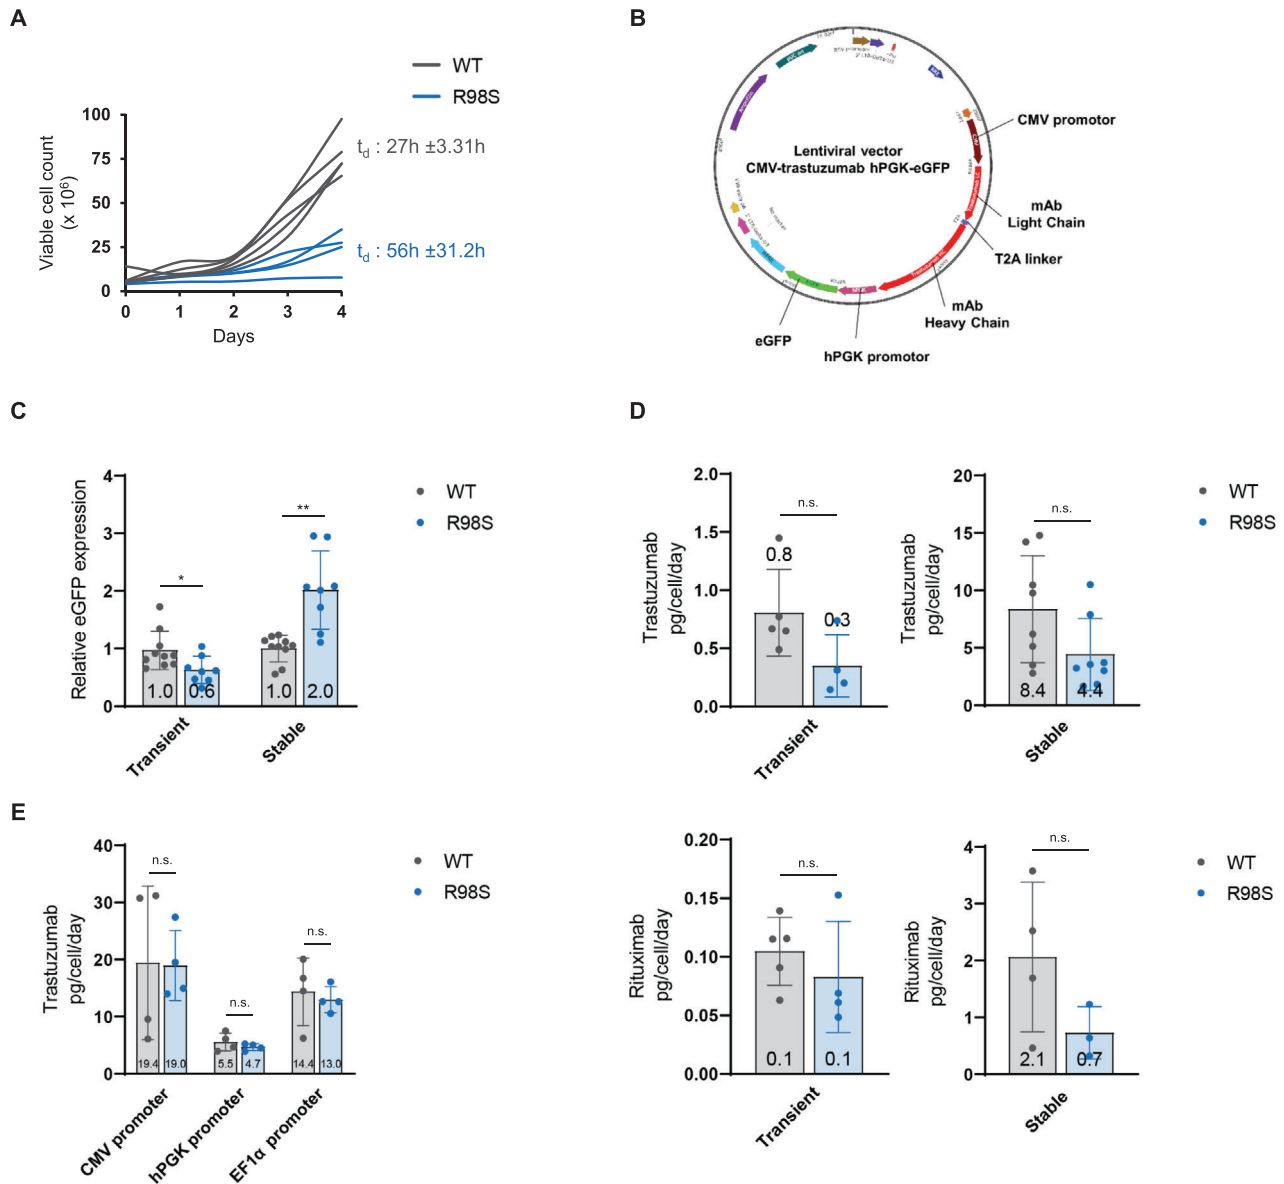 A
WT
R98S
100
75
50
25
0
Viable cell count
(x 10⁶)
t_d : 27h ±3.31h
t_d : 56h ±31.2h
0
1
2
3
4
Days
B
Lentiviral vector
CMV-trastuzumab hPGK-eGFP
CMV promotor
mAb
Light Chain
T2A linker
mAb
Heavy Chain
hPGK promotor
eGFP
C
4
3
2
1
0
Relative eGFP expression
*
**
1.0
0.6
1.0
2.0
Transient
Stable
WT
R98S
D
2.0
1.5
1.0
0.5
0.0
Trastuzumab
pg/cell/day
n.s.
0.8
0.3
Transient
20
15
10
5
0
Trastuzumab
pg/cell/day
n.s.
8.4
4.4
Stable
WT
R98S
E
40
30
20
10
0
Trastuzumab
pg/cell/day
n.s.
n.s.
n.s.
19.4
19.0
5.5
4.7
14.4
13.0
CMV promoter
hPGK promoter
EF1α promoter
WT
R98S
0.20
0.15
0.10
0.05
0.00
Rituximab
pg/cell/day
n.s.
0.1
0.1
Transient
4
3
2
1
0
Rituximab
pg/cell/day
n.s.
2.1
0.7
Stable
WT
R98S